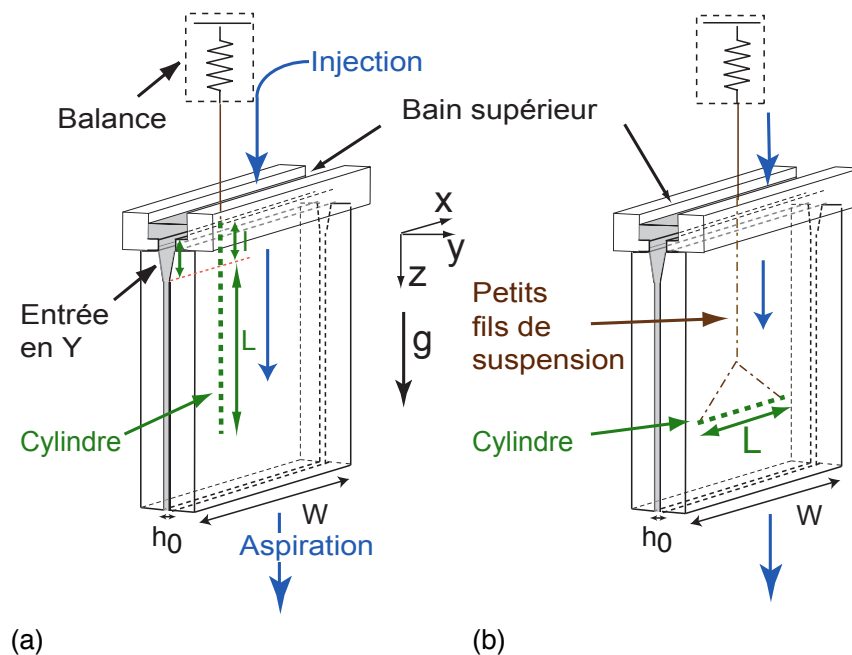 Injection
Balance
Bain supérieur
x
y
z
l
Entrée
en Y
L
g
Cylindre
h0
W
Aspiration
(a)
Petits
fils de
suspension
Cylindre
L
h0
W
(b)